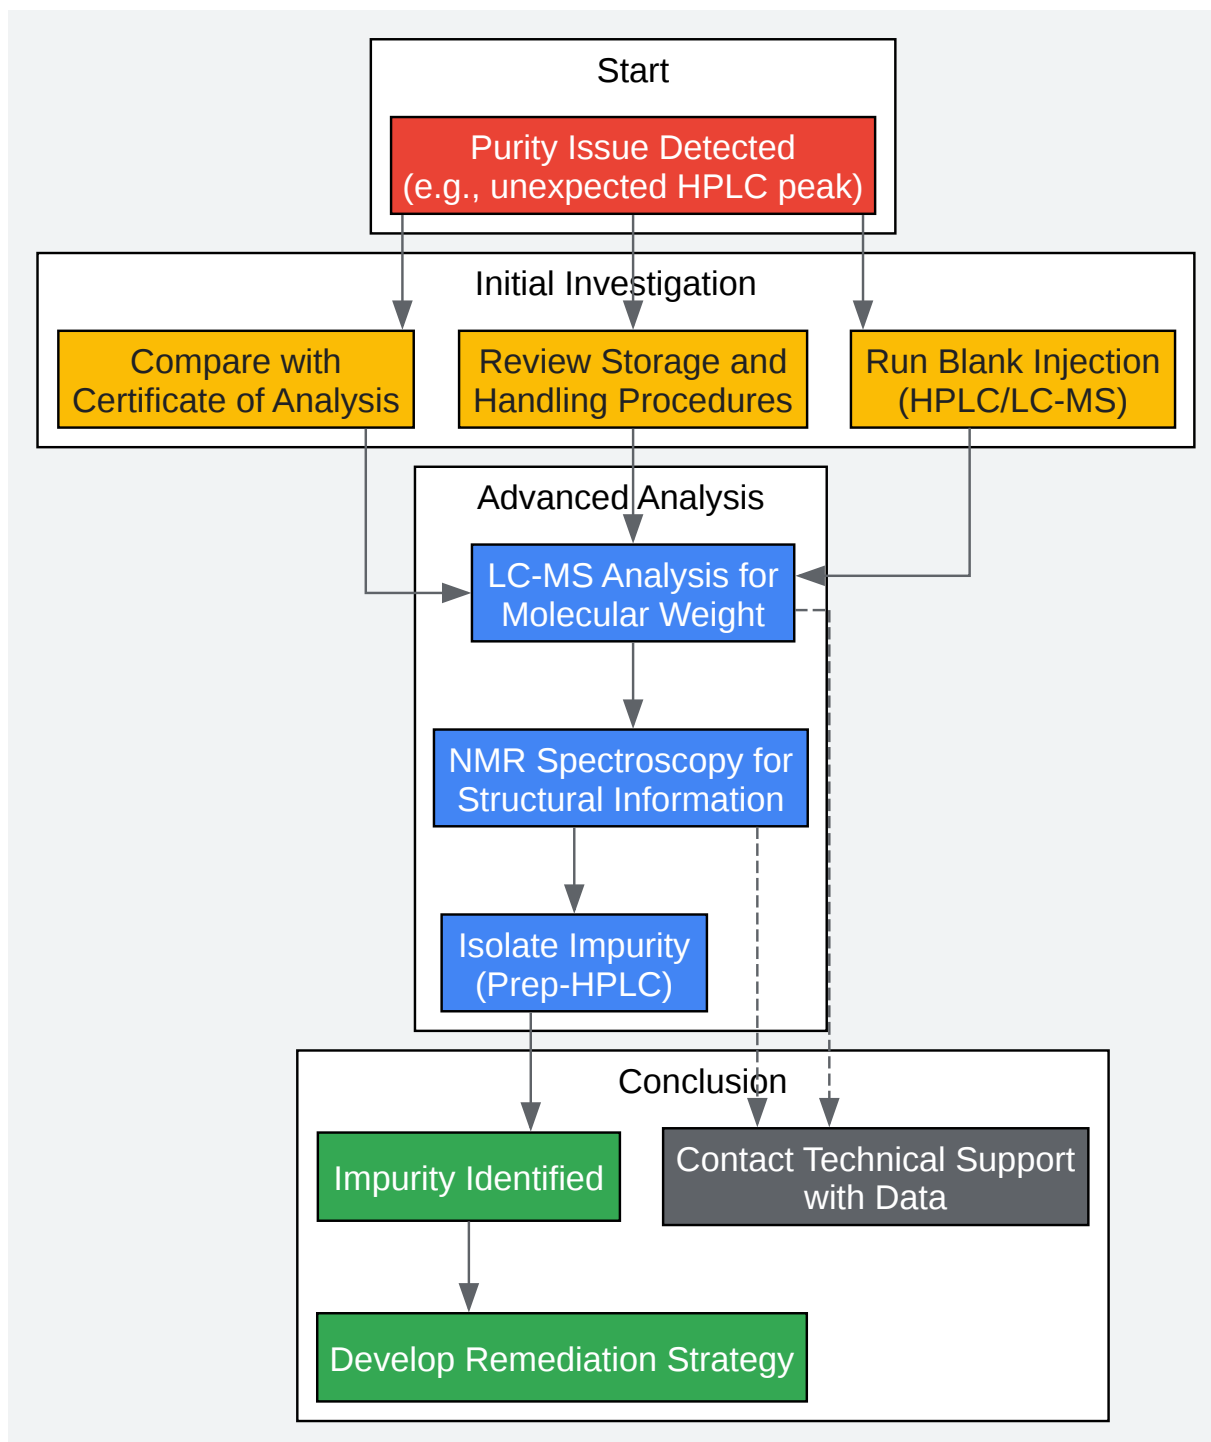 Start
Purity Issue Detected
(e.g., unexpected HPLC peak)
Initial Investigation
Compare with
Certificate of Analysis
Review Storage and
Handling Procedures
Run Blank Injection
(HPLC/LC-MS)
Advanced Analysis
LC-MS Analysis for
Molecular Weight
NMR Spectroscopy for
Structural Information
Isolate Impurity
(Prep-HPLC)
Conclusion
Impurity Identified
Contact Technical Support
with Data
Develop Remediation Strategy